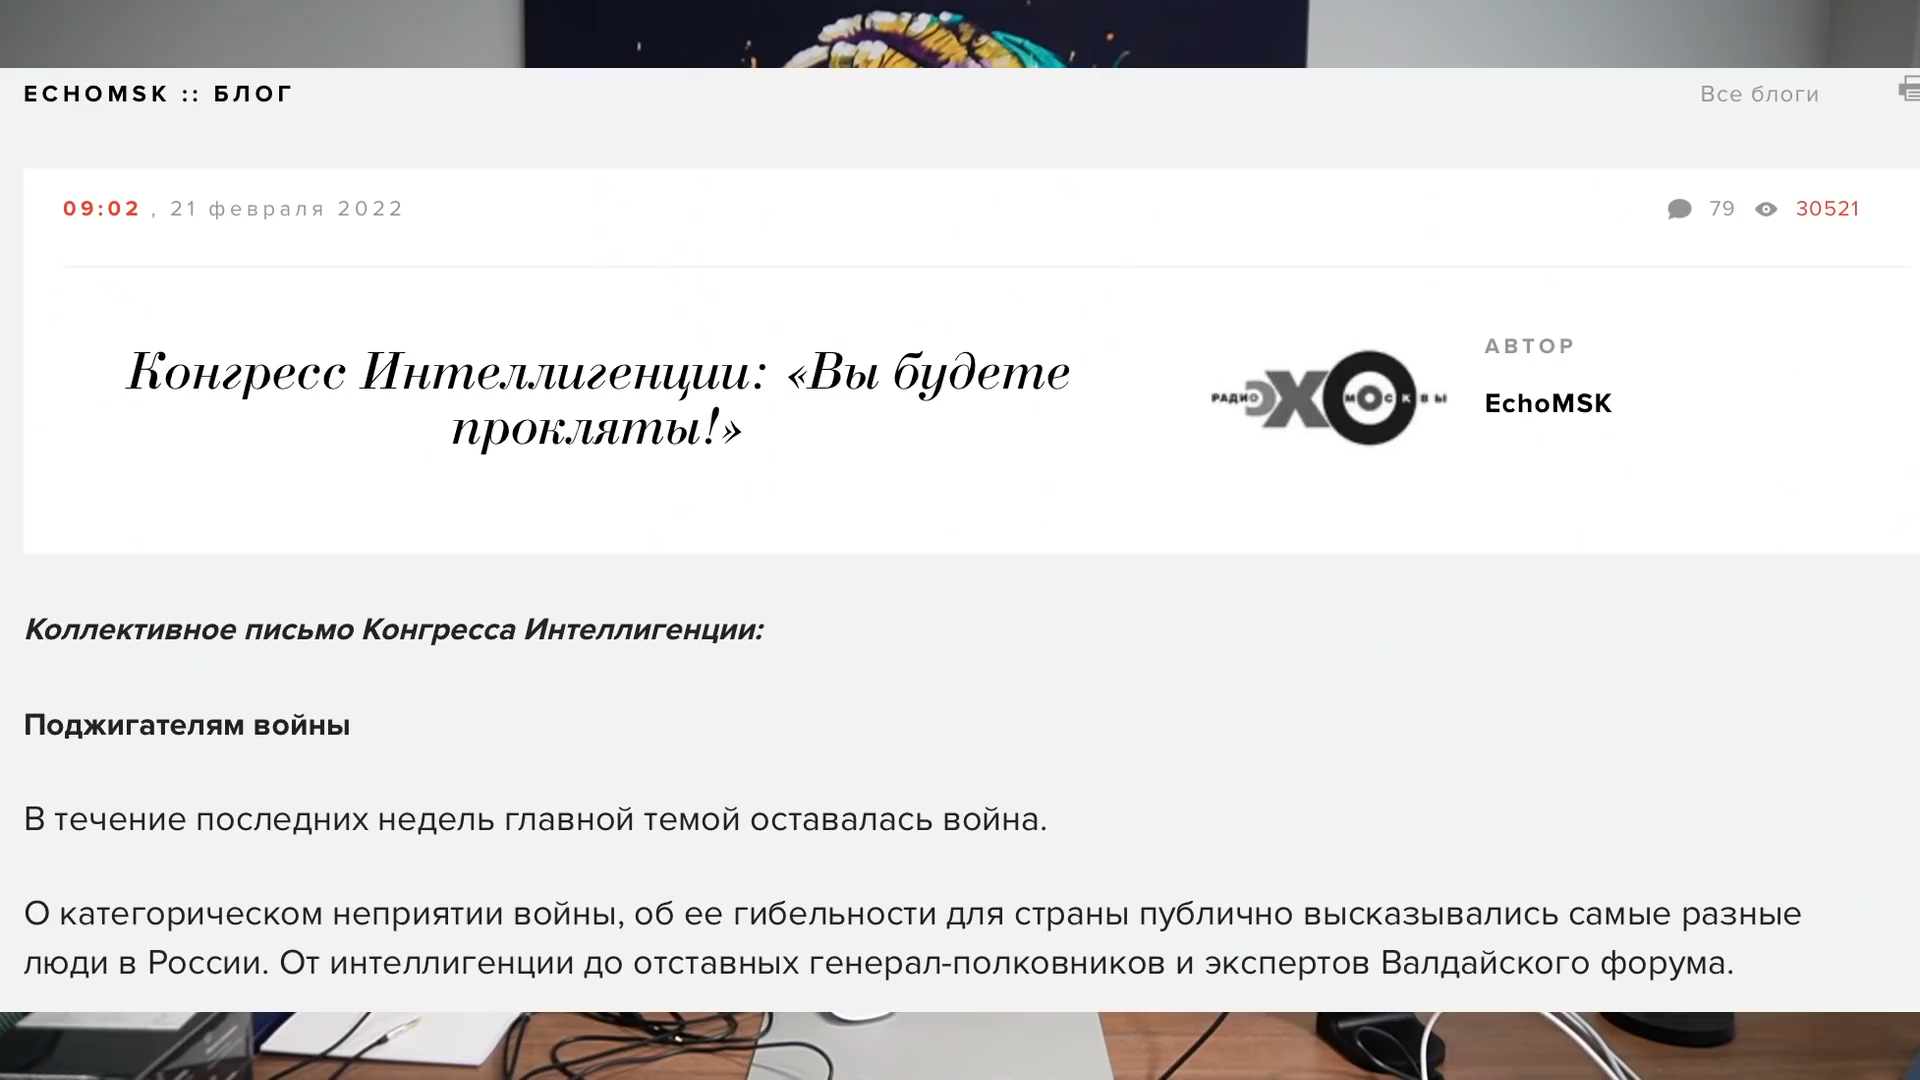 ECHOMSK :: БЛОГ
Все блоги
09:02 , 21 февраля 2022
79 30521
Конгресс Интеллигенции: «Вы будете
прокляты!»
РАДИО ЭХО МОСКВЫ
АВТОР
EchoMSK
Коллективное письмо Конгресса Интеллигенции:
Поджигателям войны
В течение последних недель главной темой оставалась война.
О категорическом неприятии войны, об ее гибельности для страны публично высказывались самые разные
люди в России. От интеллигенции до отставных генерал-полковников и экспертов Валдайского форума.